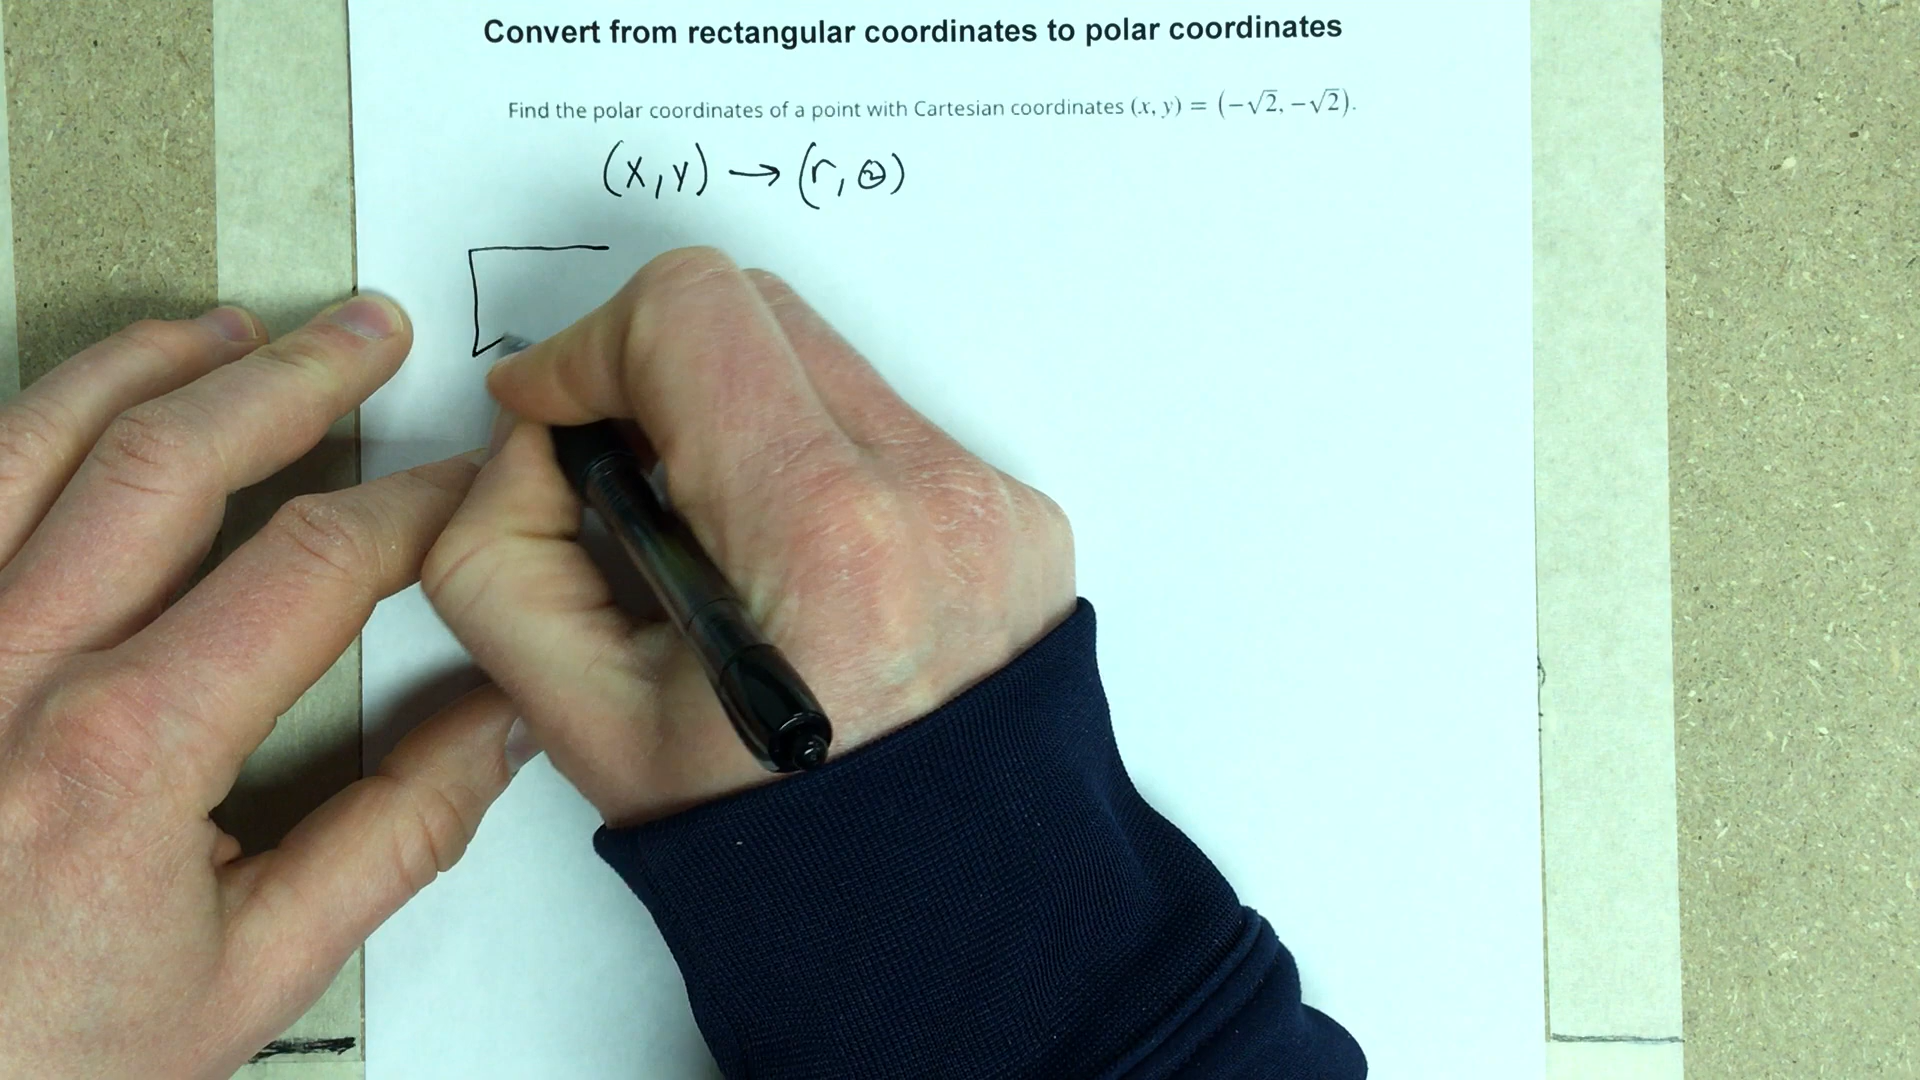 Convert from rectangular coordinates to polar coordinates
Find the polar coordinates of a point with Cartesian coordinates (x, y) = (−√2, −√2).
(x, y) → (r, θ)